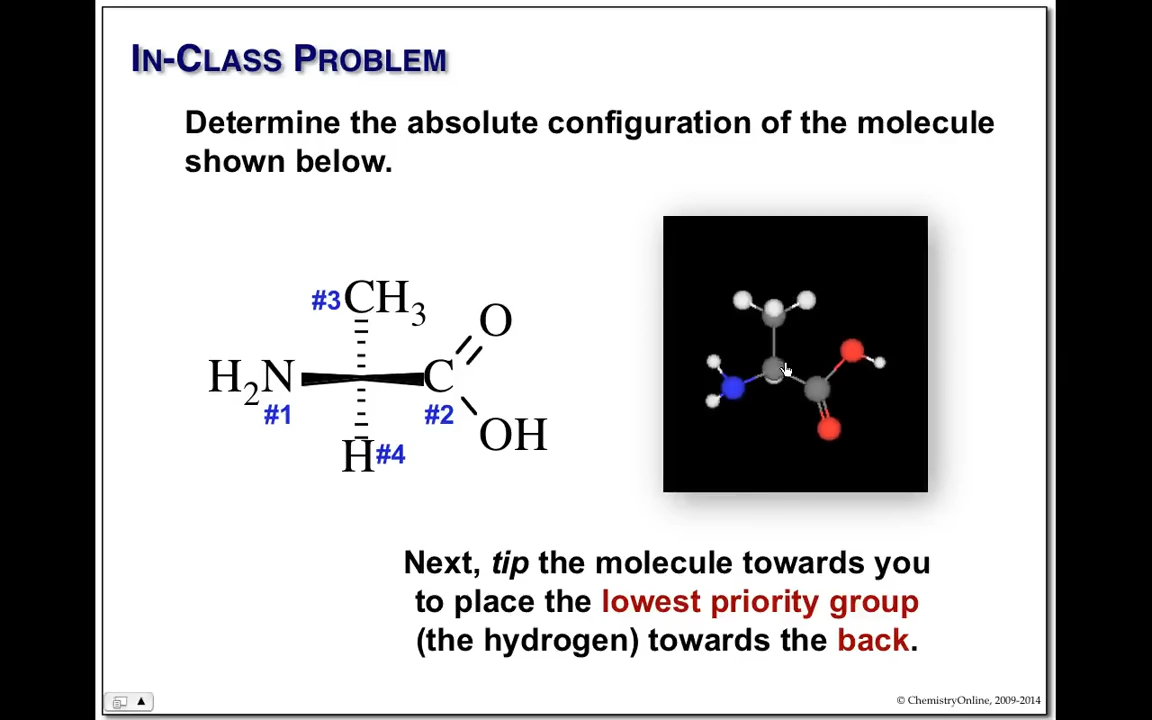 IN-CLASS PROBLEM
Determine the absolute configuration of the molecule
shown below.
#3 CH3
O
H2N C
#1 #2
OH
H #4
Next, tip the molecule towards you
to place the lowest priority group
(the hydrogen) towards the back.
© ChemistryOnline, 2009-2014